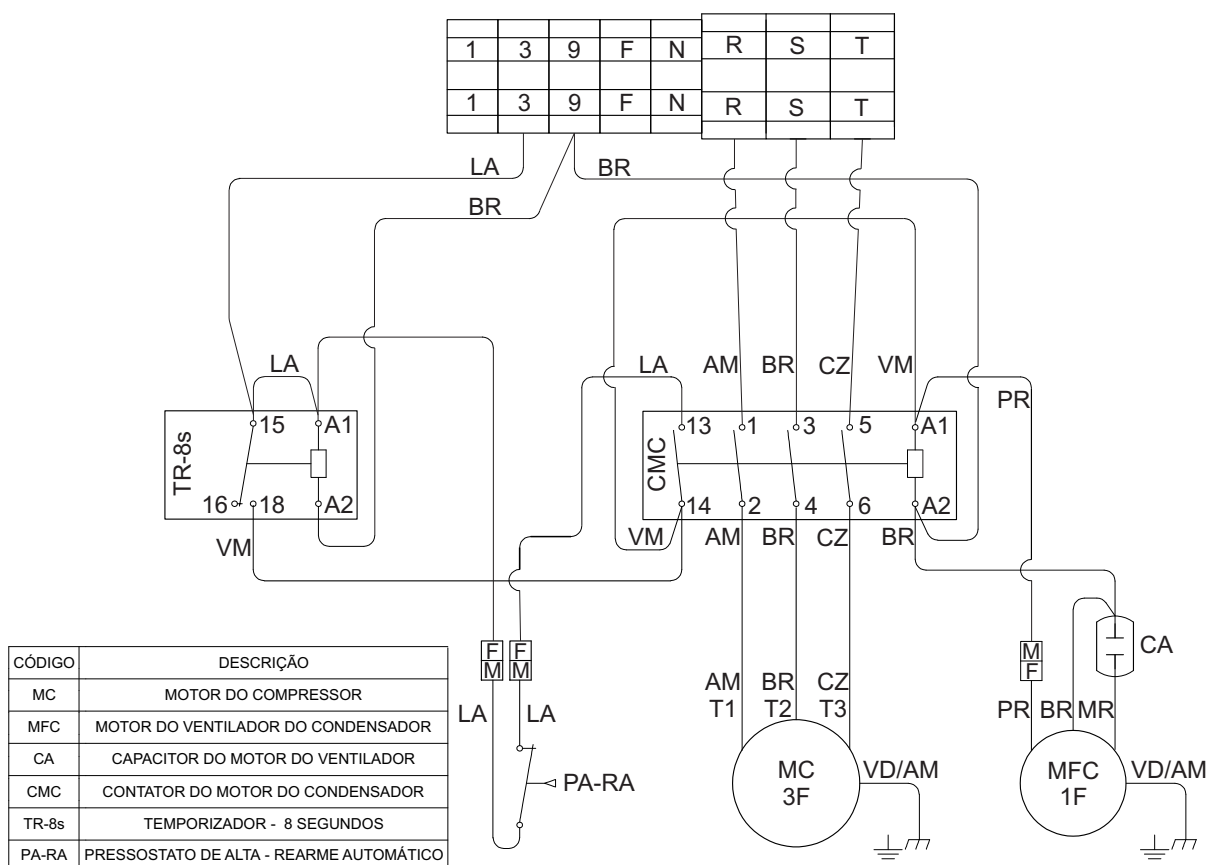 1 3 9 F N R S T
1 3 9 F N R S T
LA BR
BR
LA LA AM BR CZ VM
PR
TR-8s 15 A1 CMC 13 1 3 5 A1
16 18 A2 14 2 4 6 A2
VM VM AM BR CZ BR
F F M CA
M M F
AM BR CZ
LA LA T1 T2 T3 PR BR MR
PA-RA MC VD/AM MFC VD/AM
3F 1F
CÓDIGO DESCRIÇÃO
MC MOTOR DO COMPRESSOR
MFC MOTOR DO VENTILADOR DO CONDENSADOR
CA CAPACITOR DO MOTOR DO VENTILADOR
CMC CONTATOR DO MOTOR DO CONDENSADOR
TR-8s TEMPORIZADOR - 8 SEGUNDOS
PA-RA PRESSOSTATO DE ALTA - REARME AUTOMÁTICO